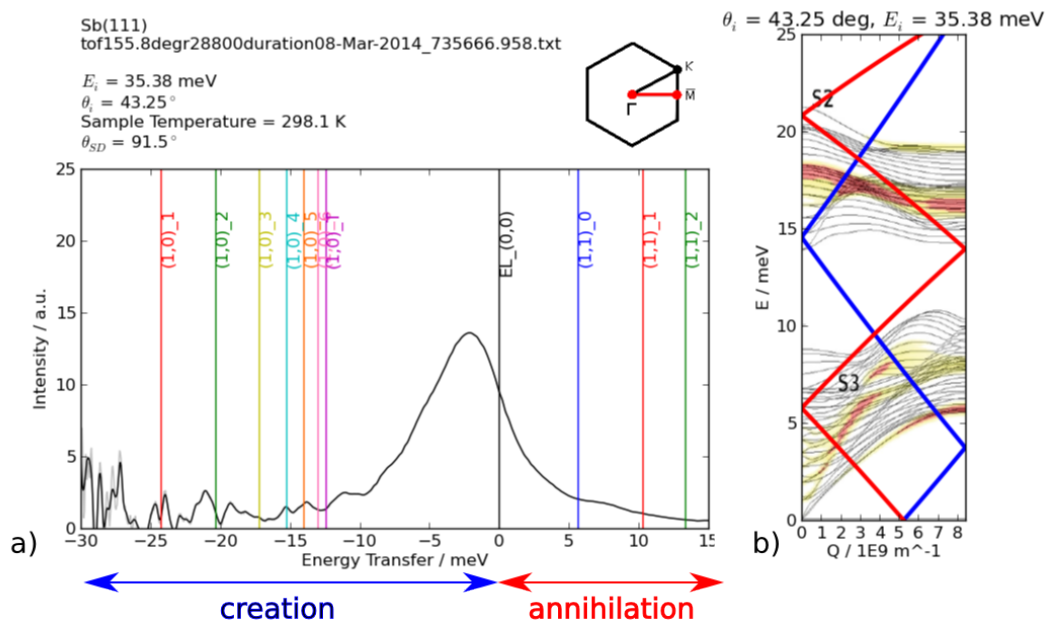 Sb(111)
tof155.8degr28800duration08-Mar-2014_735666.958.txt
E_i = 35.38 meV
θ_i = 43.25°
Sample Temperature = 298.1 K
θ_SD = 91.5°
K
M̅
Γ
25
20
15
10
5
0
Intensity / a.u.
(1,0)_1
(1,0)_2
(1,0)_3
(1,0)_4
(1,0)_5
EL_(0,0)
(1,1)_0
(1,1)_1
(1,1)_2
−30 −25 −20 −15 −10 −5 0 5 10 15
Energy Transfer / meV
a)
creation
annihilation
θ_i = 43.25 deg, E_i = 35.38 meV
25
20
15
10
5
0
E / meV
S2
S3
0 1 2 3 4 5 6 7 8
Q / 1E9 m^-1
b)